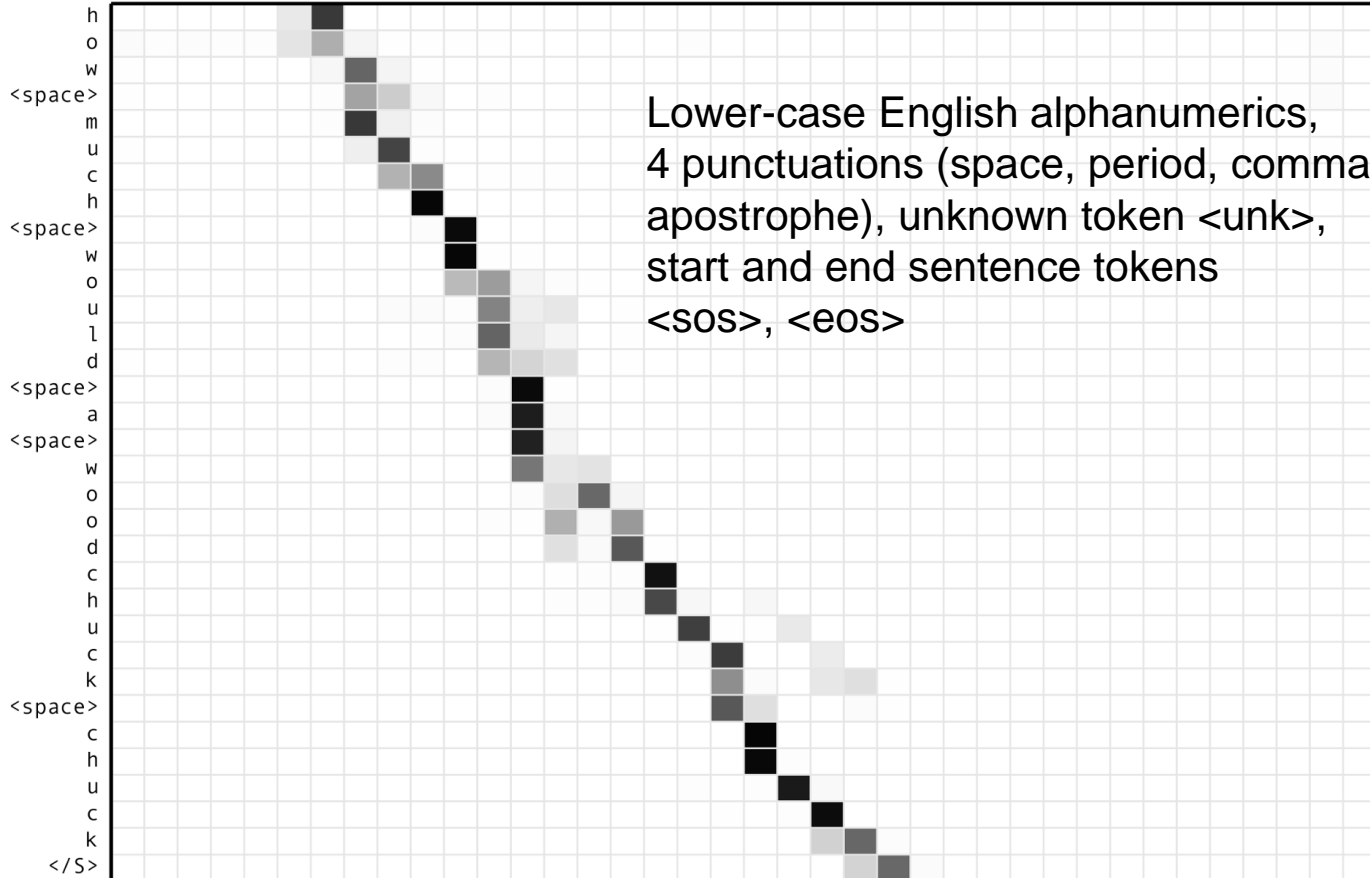 h
o
w
<space>
m
u
c
h
<space>
w
o
u
l
d
<space>
a
<space>
w
o
o
d
c
h
u
c
k
<space>
c
h
u
c
k
</S>
Lower-case English alphanumerics,
4 punctuations (space, period, comma
apostrophe), unknown token <unk>,
start and end sentence tokens
<sos>, <eos>